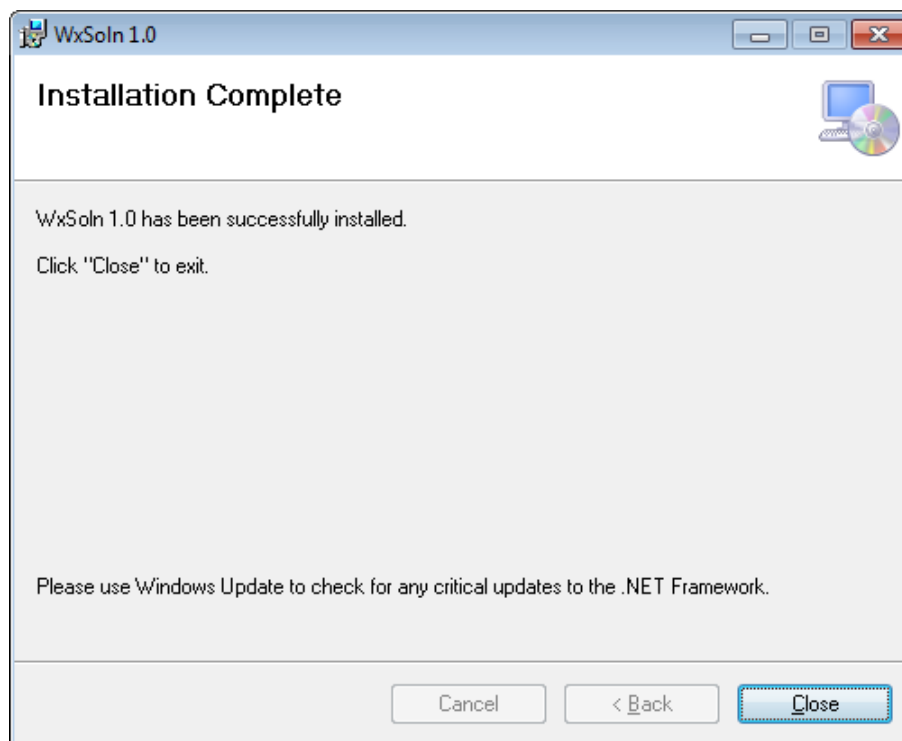 WxSoln 1.0
Installation Complete
WxSoln 1.0 has been successfully installed.
Click "Close" to exit.
Please use Windows Update to check for any critical updates to the .NET Framework.
Cancel
< Back
Close